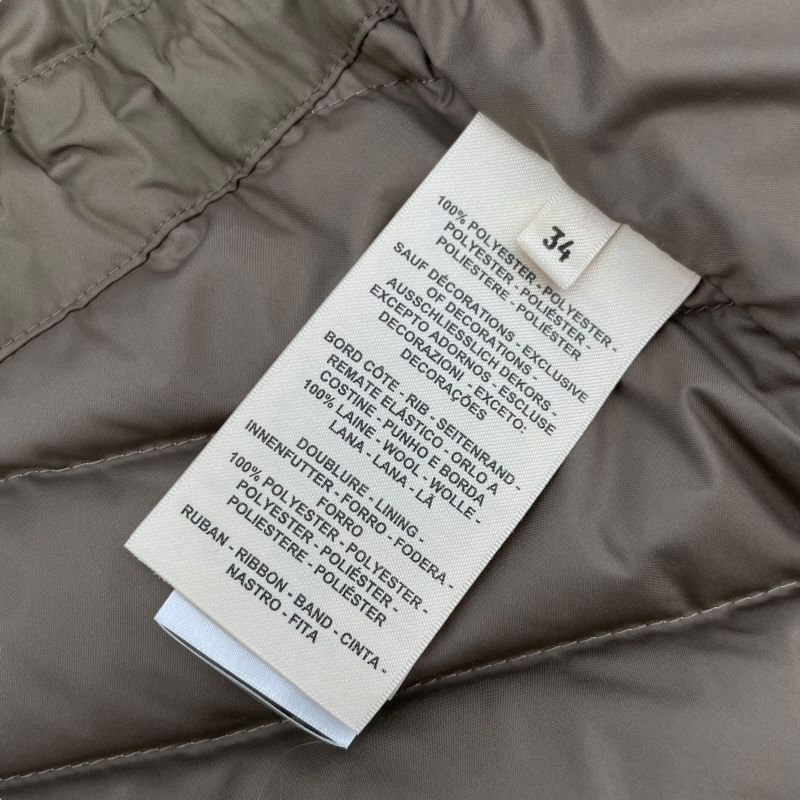 34
100% POLYESTER - POLYESTER -
POLYESTER - POLIÉSTER -
POLIESTERE - POLIÉSTER
SAUF DÉCORATIONS - EXCLUSIVE
OF DECORATIONS -
AUSSCHLIESSLICH DEKORS -
EXCEPTO ADORNOS - ESCLUSE
DECORAZIONI - EXCETO:
DECORAÇÕES
BORD CÔTE - RIB - SEITENRAND -
REMATE ELÁSTICO - ORLO A
COSTINE - PUNHO E BORDA
100% LAINE - WOOL - WOLLE -
LANA - LANA - LÃ
DOUBLURE - LINING -
INNENFUTTER - FORRO - FODERA -
FORRO
100% POLYESTER - POLYESTER -
POLYESTER - POLIÉSTER -
POLIESTERE - POLIÉSTER
RUBAN - RIBBON - BAND - CINTA -
NASTRO - FITA